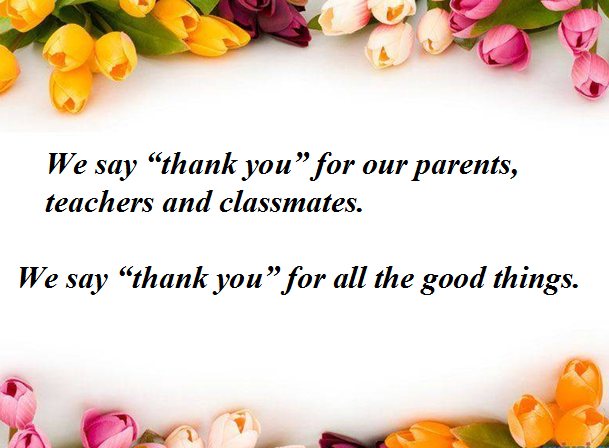 We say “thank you” for our parents,
teachers and classmates.
We say “thank you” for all the good things.